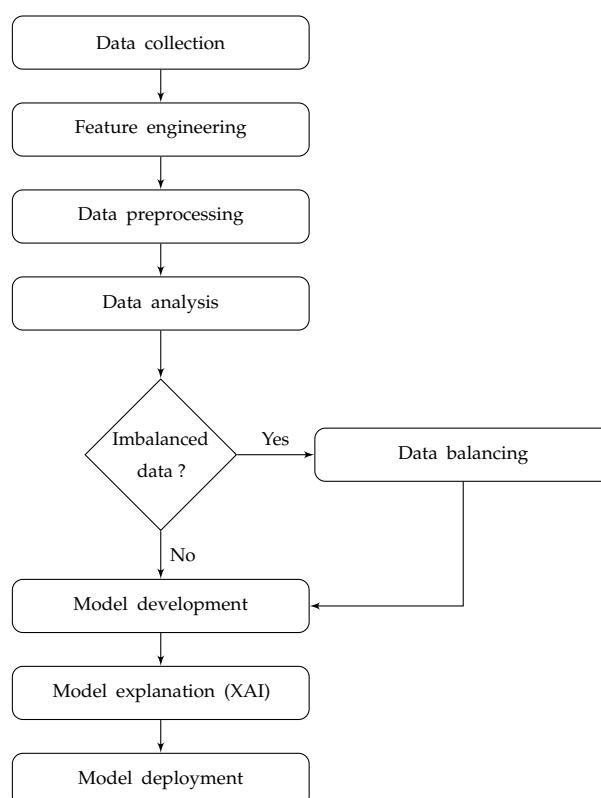 Data collection
Feature engineering
Data preprocessing
Data analysis
Imbalanced
data ?
Yes
Data balancing
No
Model development
Model explanation (XAI)
Model deployment